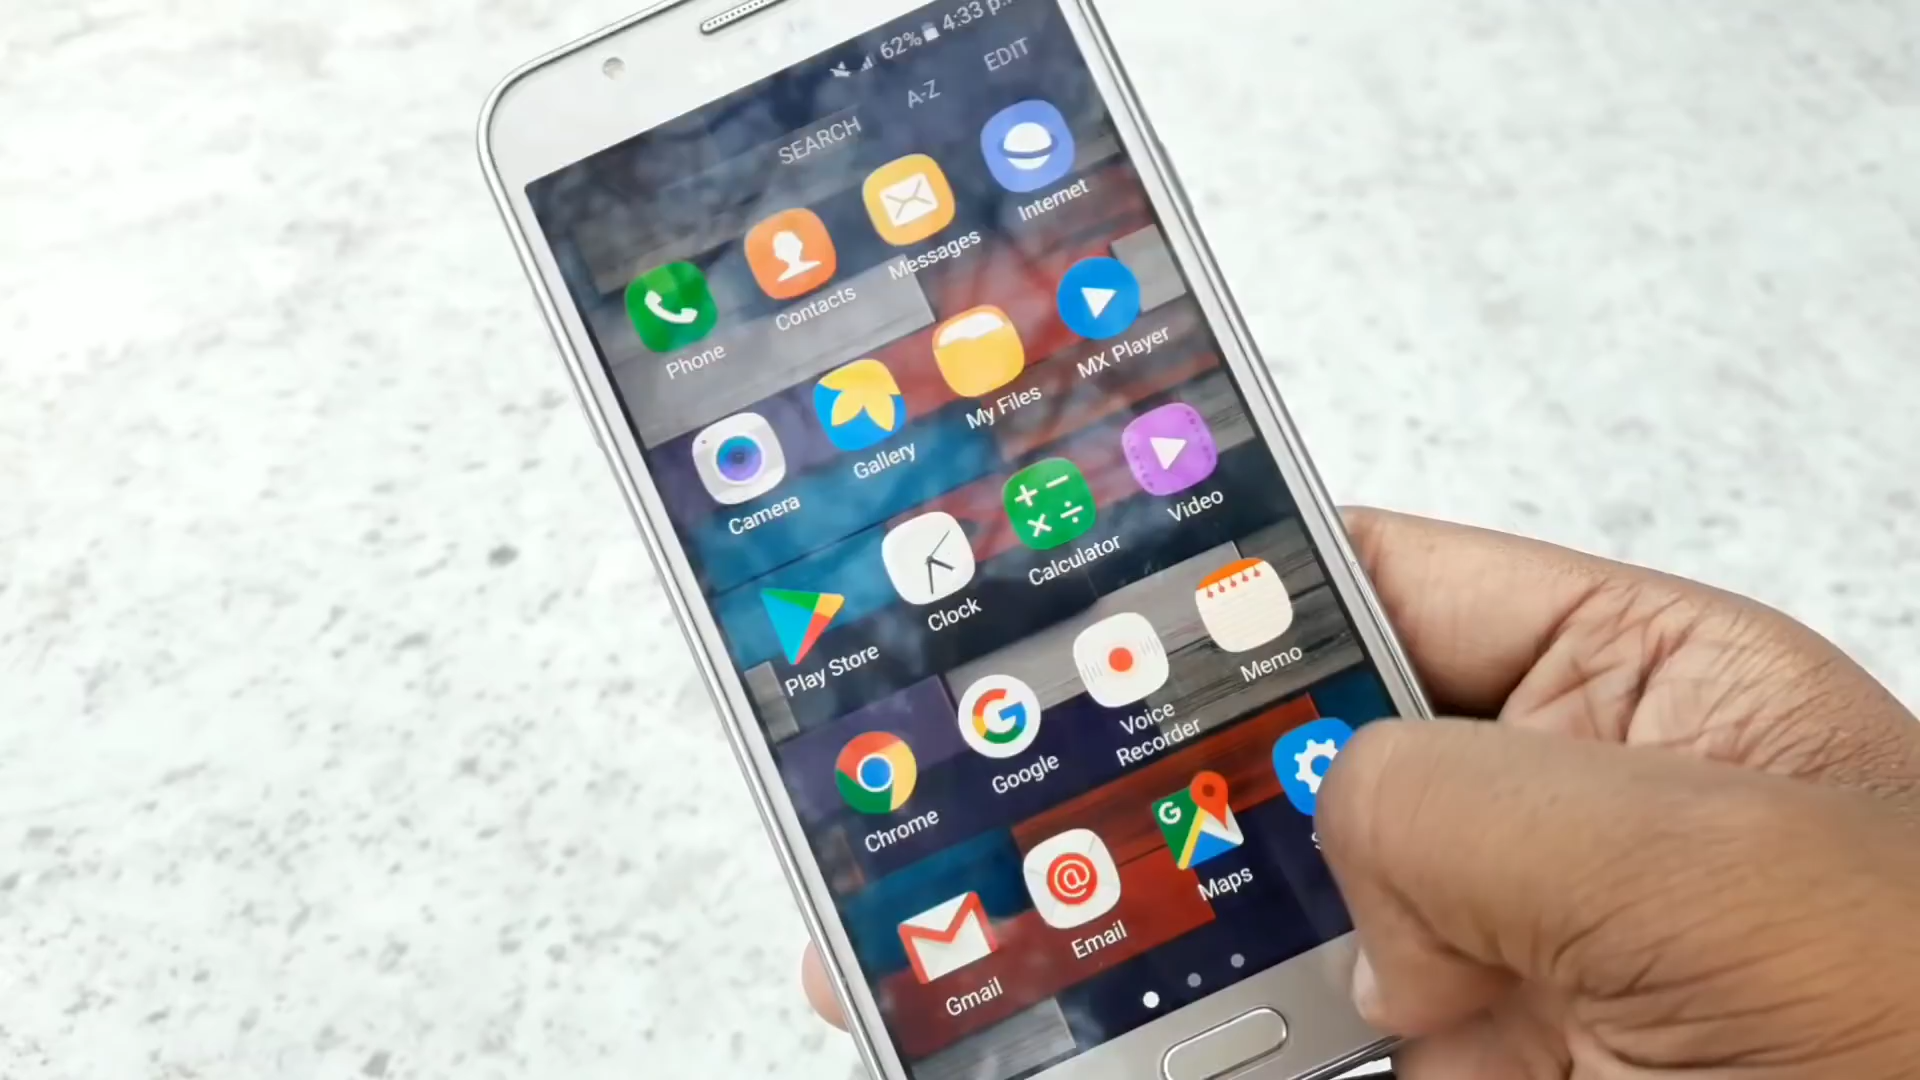 62% 4:33 p.
SEARCH A-Z EDIT
Phone Contacts Messages Internet
Camera Gallery My Files MX Player
Play Store Clock Calculator Video
Chrome Google Voice Recorder Memo
Gmail Email Maps S